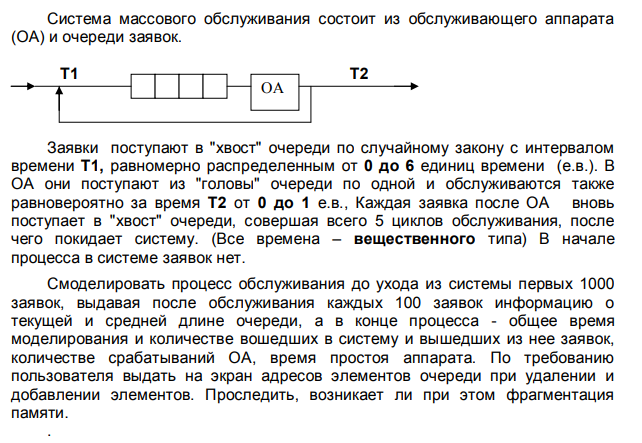 Система массового обслуживания состоит из обслуживающего аппарата
(ОА) и очереди заявок.
Т1
Т2
ОА
Заявки поступают в "хвост" очереди по случайному закону с интервалом
времени Т1, равномерно распределенным от 0 до 6 единиц времени (е.в.). В
ОА они поступают из "головы" очереди по одной и обслуживаются также
равновероятно за время Т2 от 0 до 1 е.в., Каждая заявка после ОА вновь
поступает в "хвост" очереди, совершая всего 5 циклов обслуживания, после
чего покидает систему. (Все времена – вещественного типа) В начале
процесса в системе заявок нет.
Смоделировать процесс обслуживания до ухода из системы первых 1000
заявок, выдавая после обслуживания каждых 100 заявок информацию о
текущей и средней длине очереди, а в конце процесса - общее время
моделирования и количестве вошедших в систему и вышедших из нее заявок,
количестве срабатываний ОА, время простоя аппарата. По требованию
пользователя выдать на экран адресов элементов очереди при удалении и
добавлении элементов. Проследить, возникает ли при этом фрагментация
памяти.